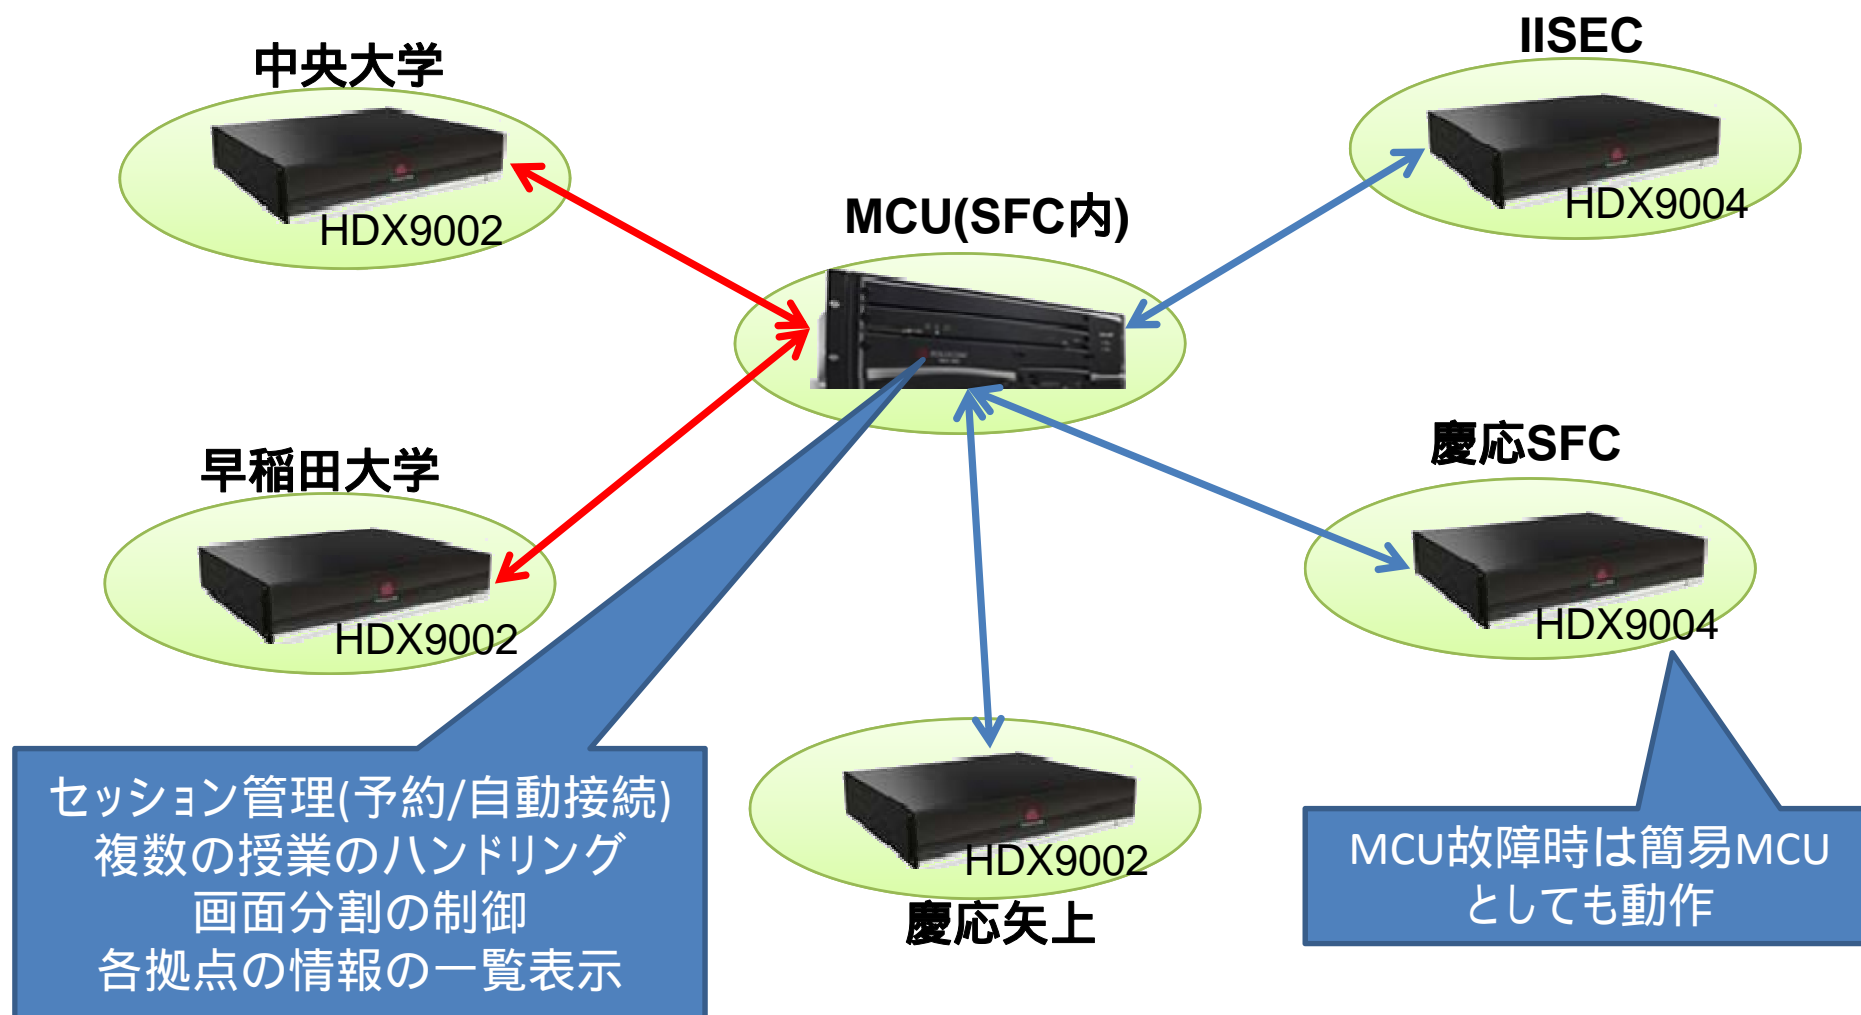 IISEC
中央大学
HDX9004
HDX9002
MCU(SFC内)
慶応SFC
早稲田大学
HDX9004
HDX9002
セッション管理(予約/自動接続)
複数の授業のハンドリング
画面分割の制御
各拠点の情報の一覧表示
HDX9002
慶応矢上
MCU故障時は簡易MCU
としても動作